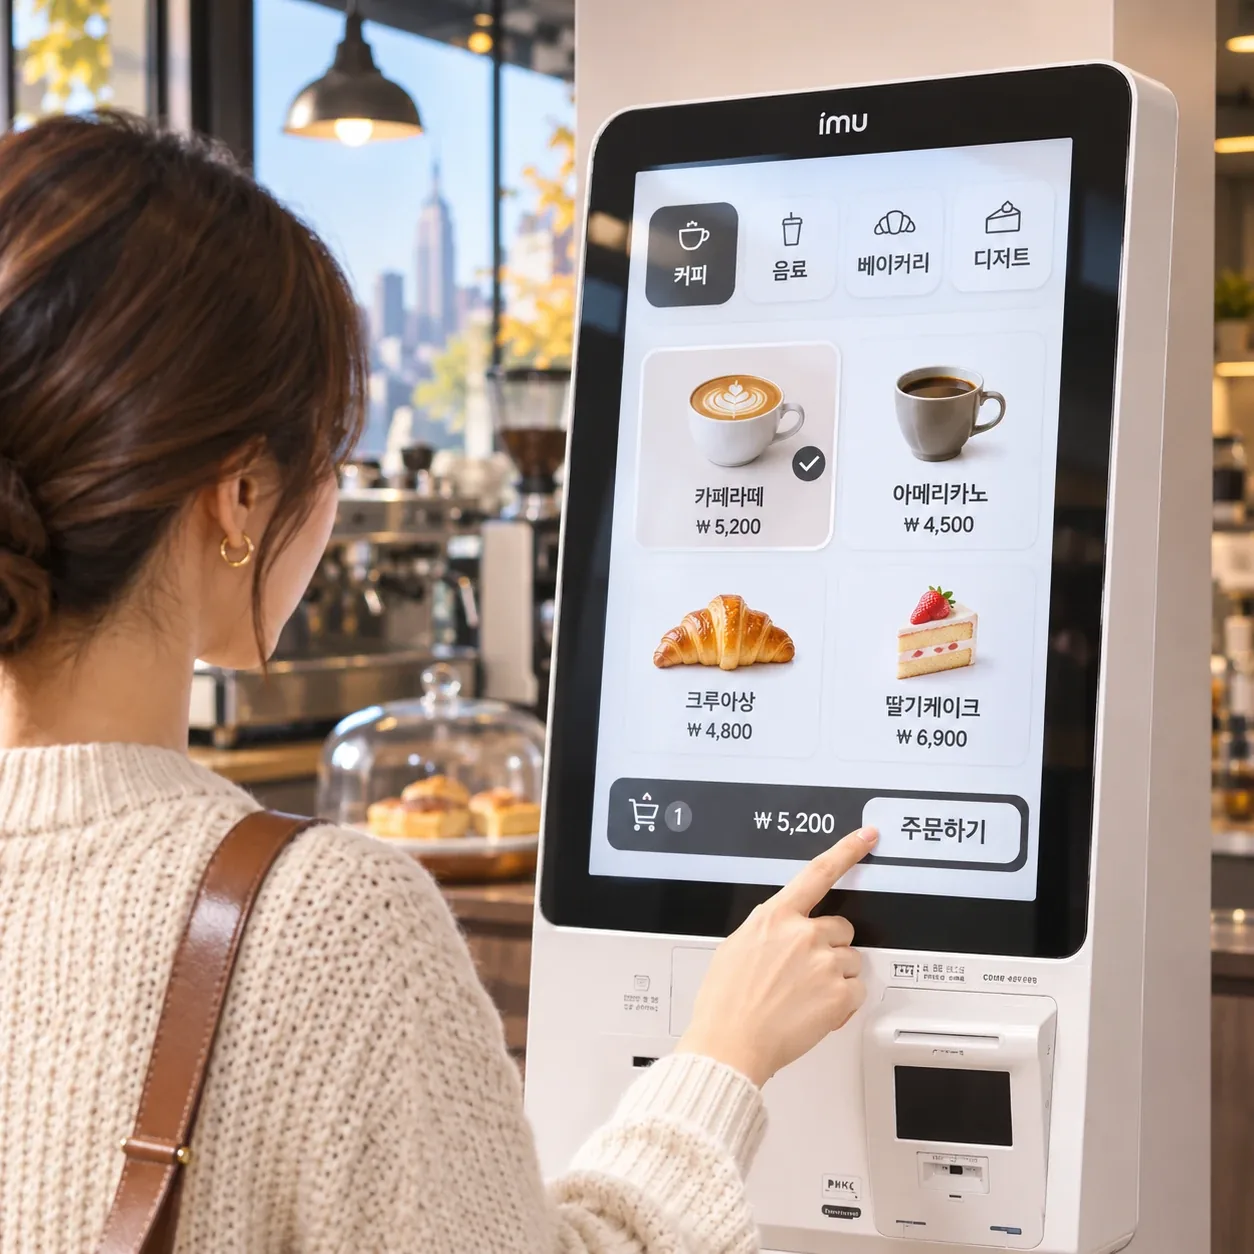 imu
커피
음료
베이커리
디저트
카페라떼
₩ 5,200
아메리카노
₩ 4,500
크루아상
₩ 4,800
딸기케이크
₩ 6,900
1
₩ 5,200
주문하기